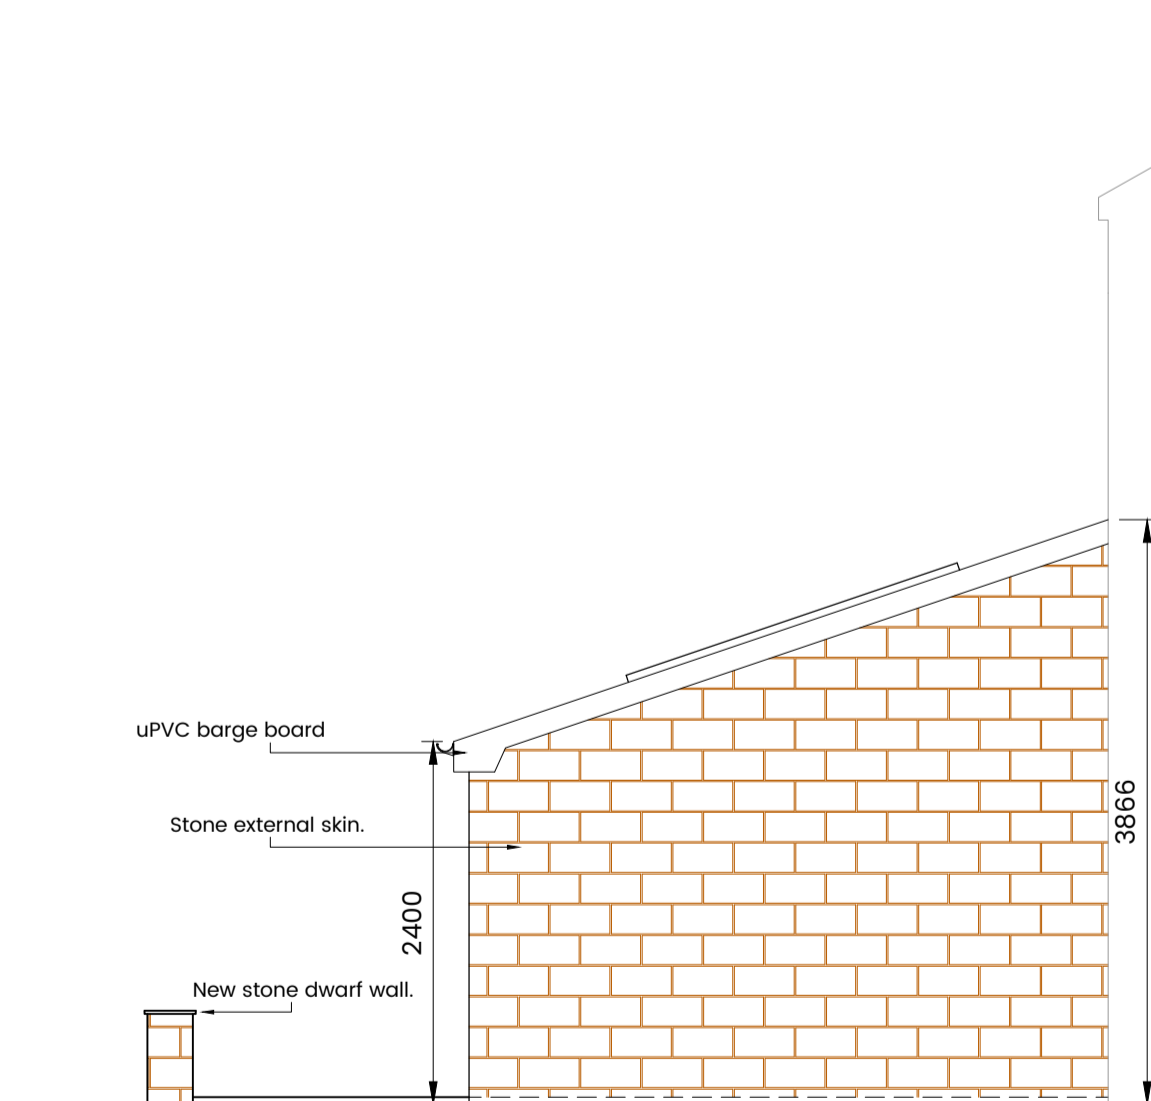 uPVC barge board
Stone external skin.
3866
2400
New stone dwarf wall.